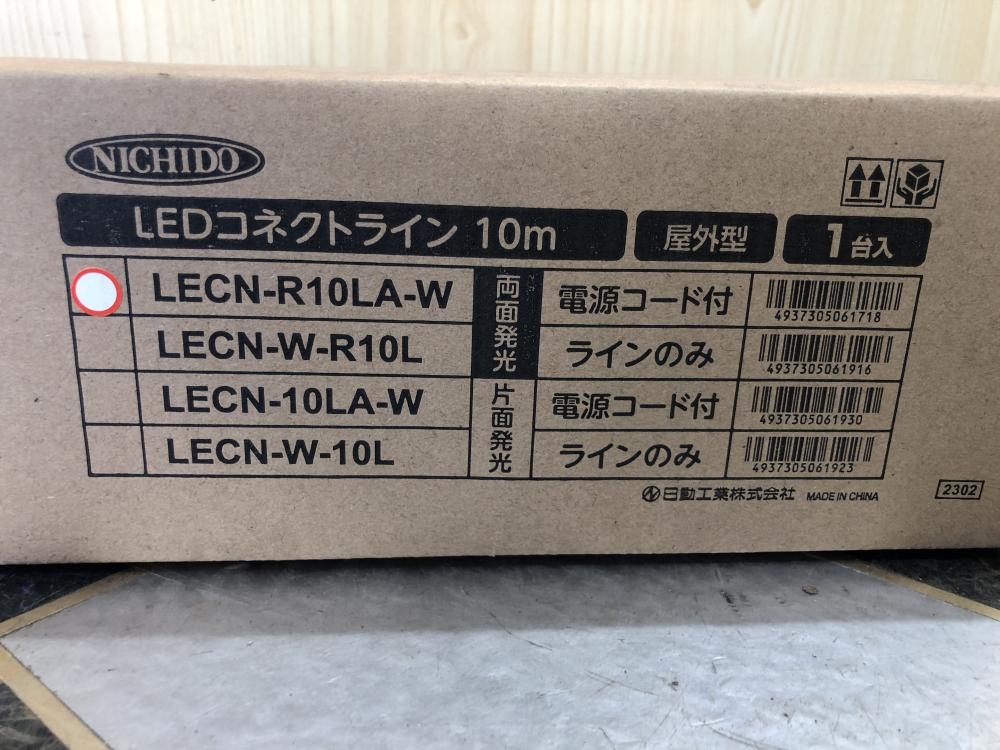 NICHIDO
LEDコネクトライン 10m 屋外型 1台入
LECN-R10LA-W 両面発光 電源コード付 4937305061718
LECN-W-R10L ラインのみ 4937305061916
LECN-10LA-W 片面発光 電源コード付 4937305061930
LECN-W-10L ラインのみ 4937305061923
日動工業株式会社 MADE IN CHINA 2302